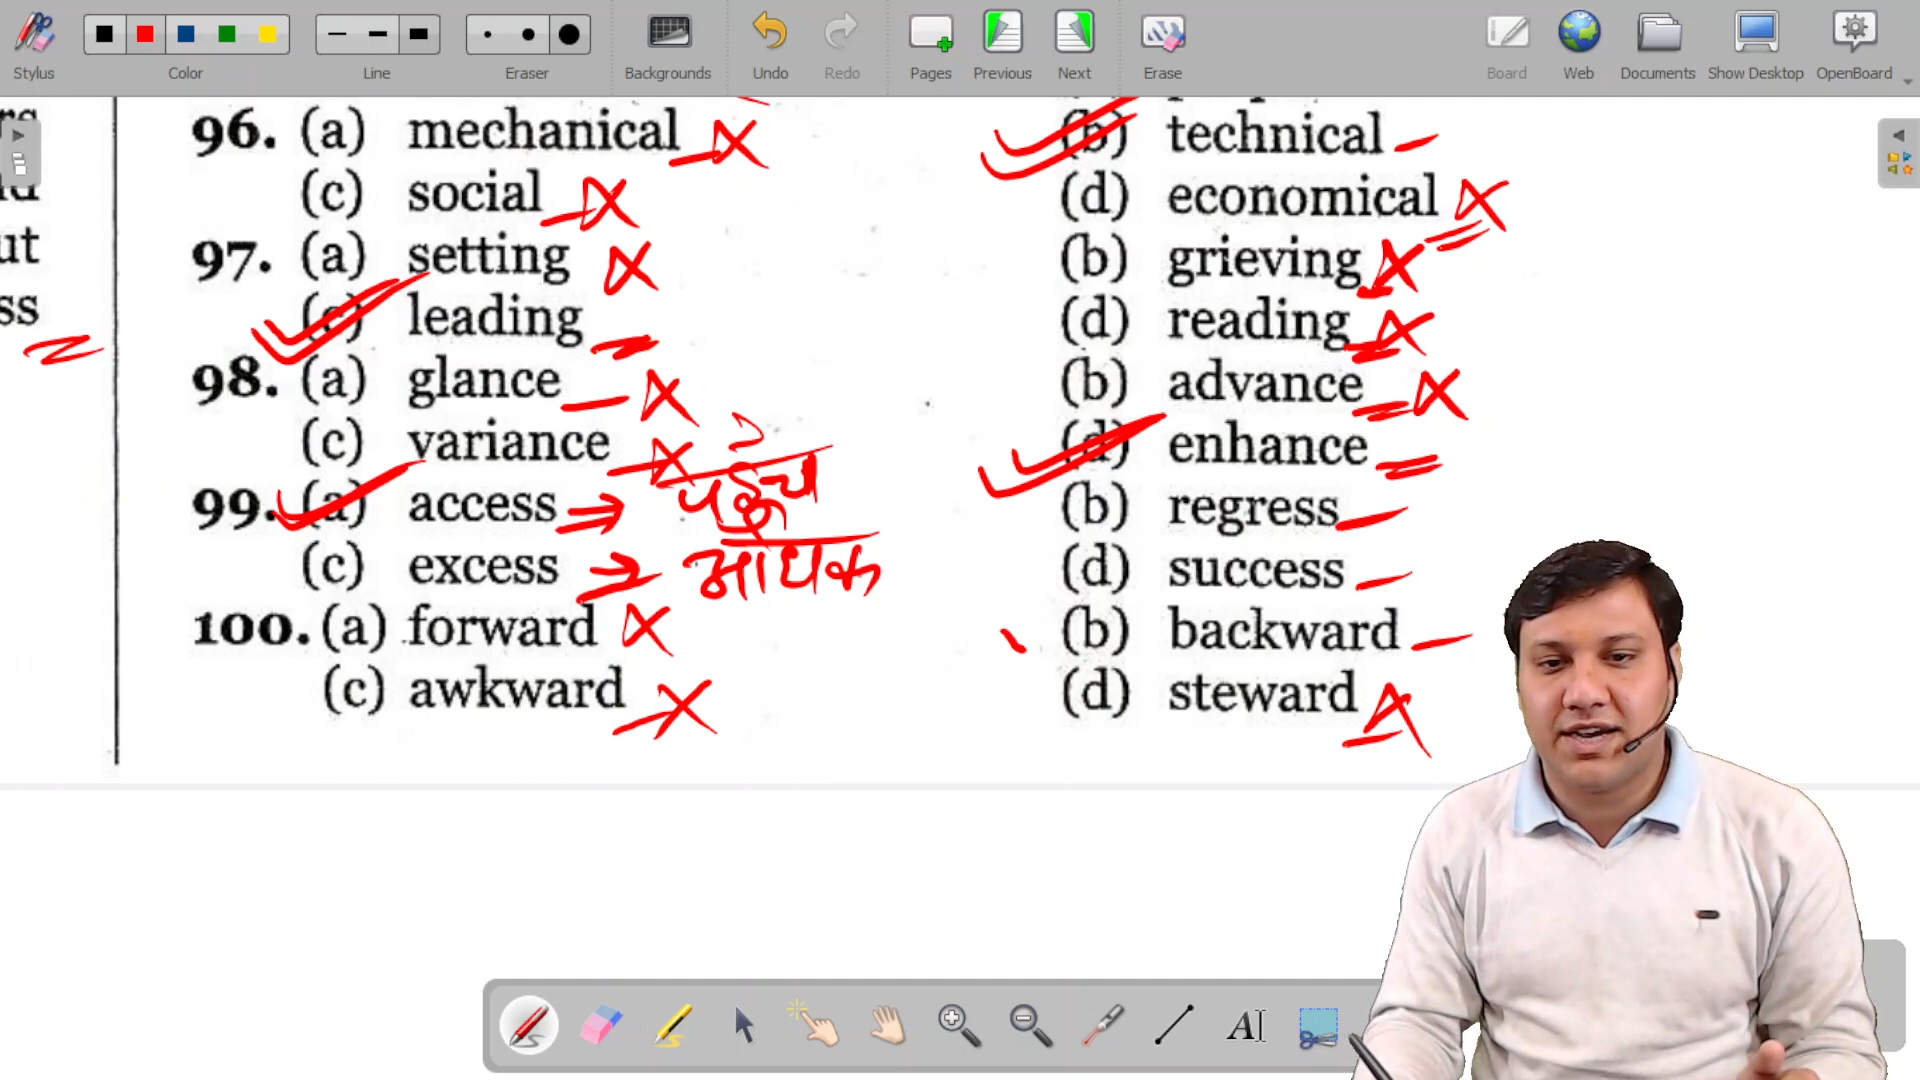 Stylus Color Line Eraser Backgrounds Undo Redo Pages Previous Next Erase Board Web Documents Show Desktop OpenBoard
96. (a) mechanical (b) technical
(c) social (d) economical
97. (a) setting (b) grieving
(c) leading (d) reading
98. (a) glance (b) advance
(c) variance (d) enhance
99. (a) access (b) regress
(c) excess (d) success
100. (a) forward (b) backward
(c) awkward (d) steward
ut
ss